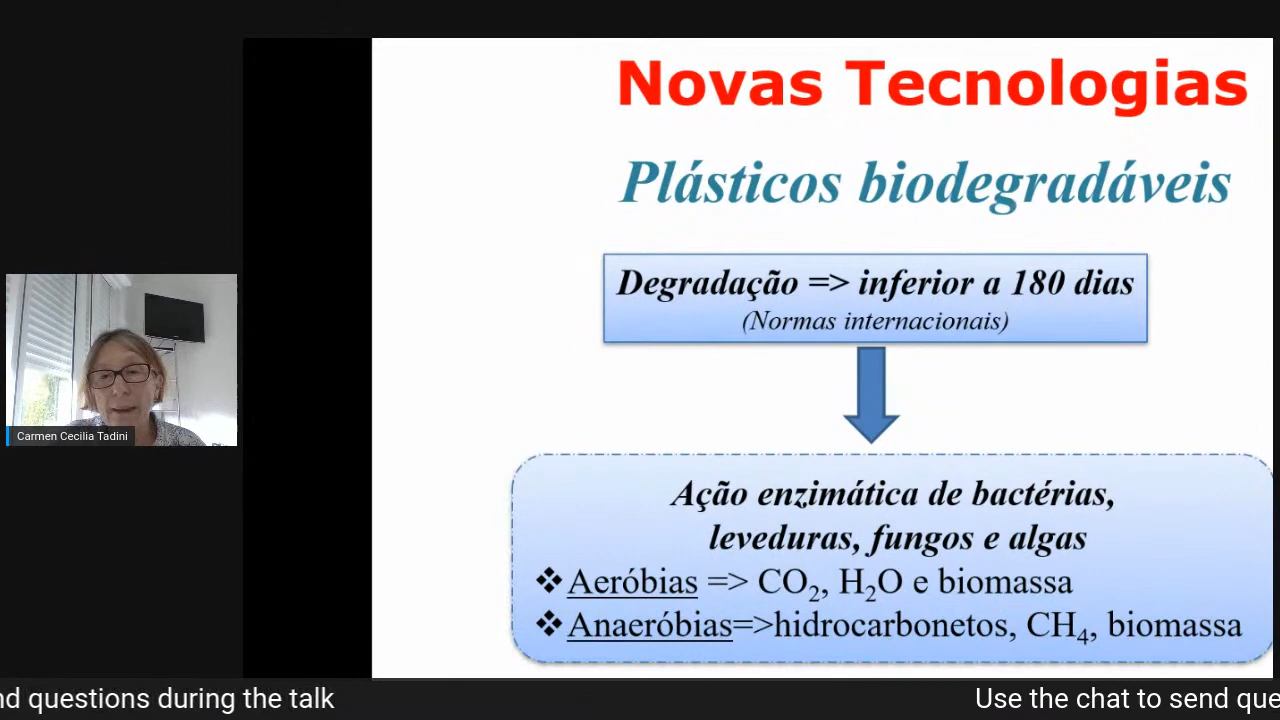 Novas Tecnologias
Plásticos biodegradáveis
Degradação => inferior a 180 dias
(Normas internacionais)
Ação enzimática de bactérias,
leveduras, fungos e algas
❖Aeróbias => CO₂, H₂O e biomassa
❖Anaeróbias=>hidrocarbonetos, CH₄, biomassa
Carmen Cecilia Tadini
nd questions during the talk
Use the chat to send que